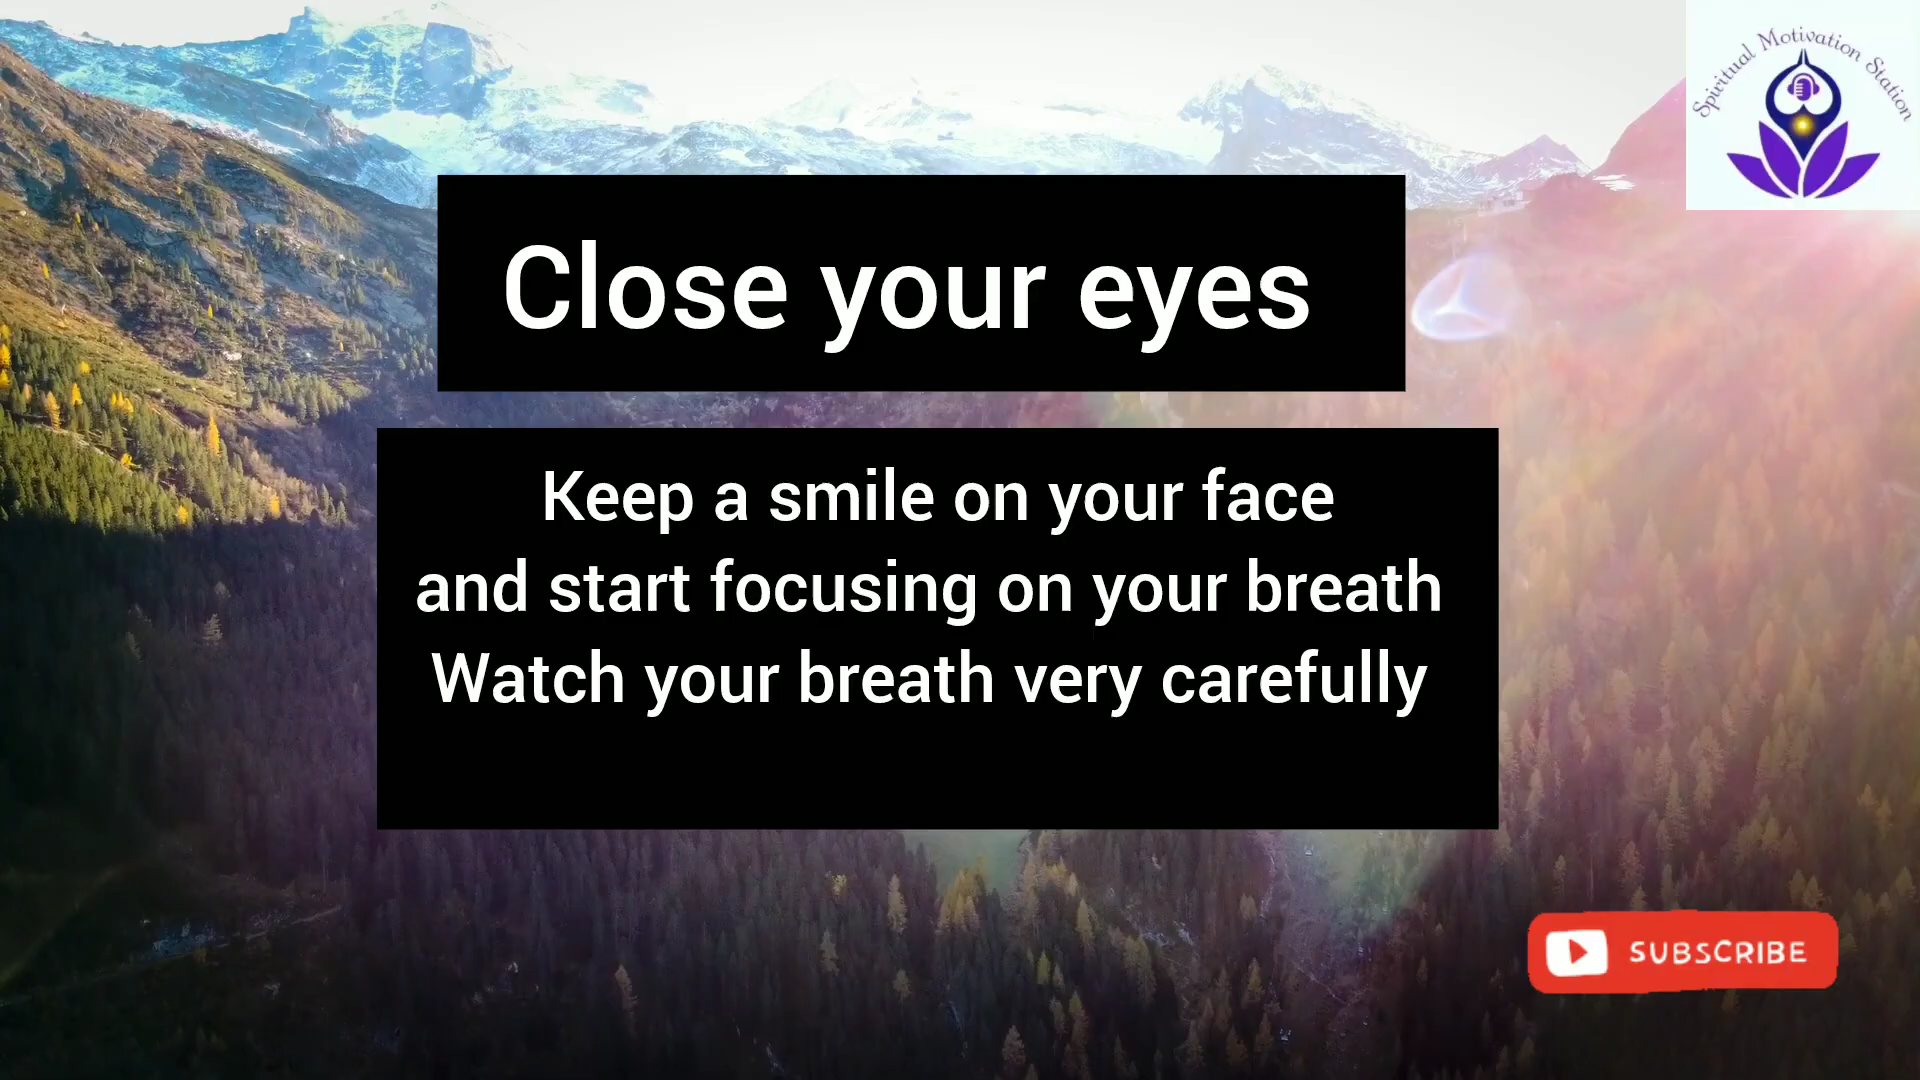 Spiritual Motivation Station
Close your eyes
Keep a smile on your face
and start focusing on your breath
Watch your breath very carefully
SUBSCRIBE